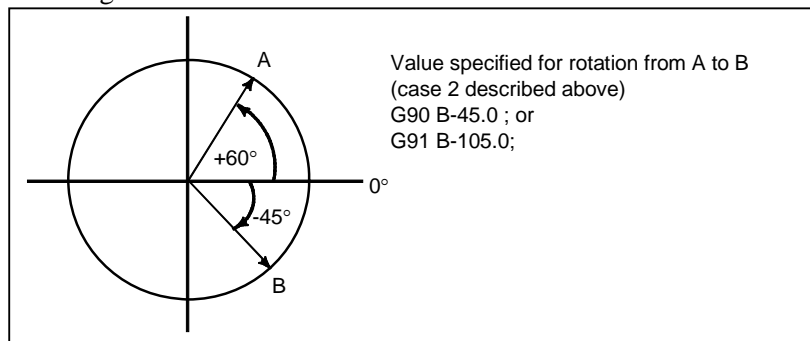 A
Value specified for rotation from A to B
(case 2 described above)
G90 B-45.0 ; or
G91 B-105.0;
+60°
0°
-45°
B